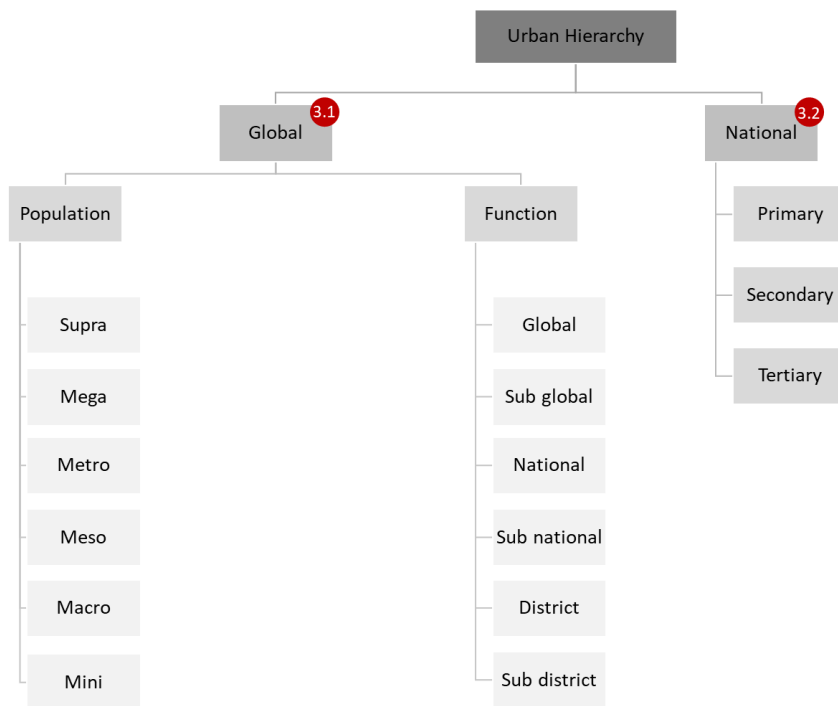 Urban Hierarchy
Global
3.1
National
3.2
Population
Function
Primary
Secondary
Tertiary
Supra
Mega
Metro
Meso
Macro
Mini
Global
Sub global
National
Sub national
District
Sub district